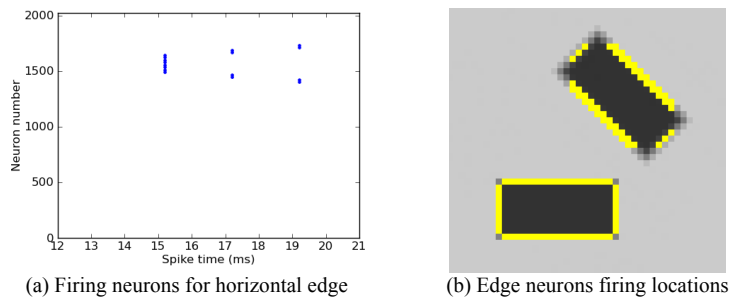 2000
1500
1000
500
0
Neuron number
12 13 14 15 16 17 18 19 20 21
Spike time (ms)
(a) Firing neurons for horizontal edge
(b) Edge neurons firing locations